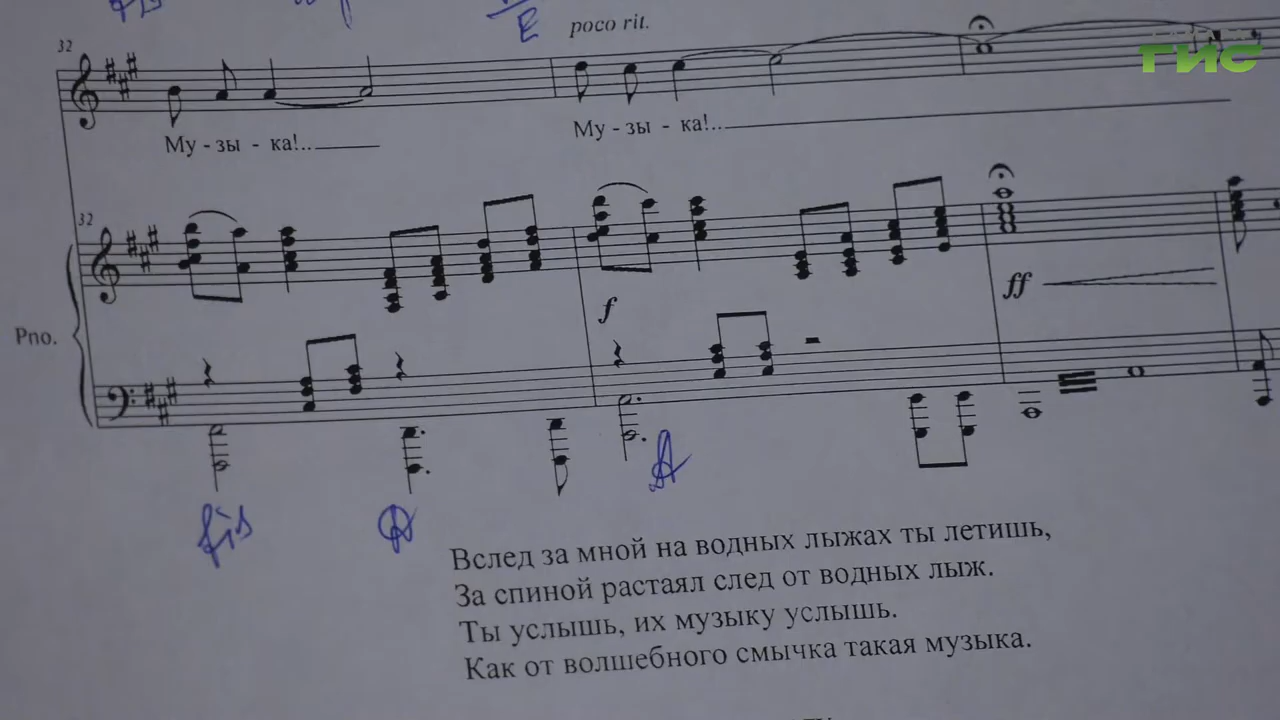 E
poco rit.
ГИС
32
Му - зы - ка!..
Му - зы - ка!..
32
f
ff
Pno.
A
fis
Вслед за мной на водных лыжах ты летишь,
За спиной растаял след от водных лыж.
Ты услышь, их музыку услышь.
Как от волшебного смычка такая музыка.